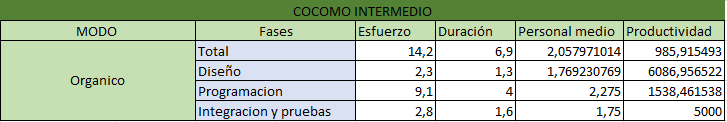 COCOMO INTERMEDIO
MODO Fases Esfuerzo Duración Personal medio Productividad
Organico
Total 14,2 6,9 2,057971014 985,915493
Diseño 2,3 1,3 1,769230769 6086,956522
Programacion 9,1 4 2,275 1538,461538
Integracion y pruebas 2,8 1,6 1,75 5000